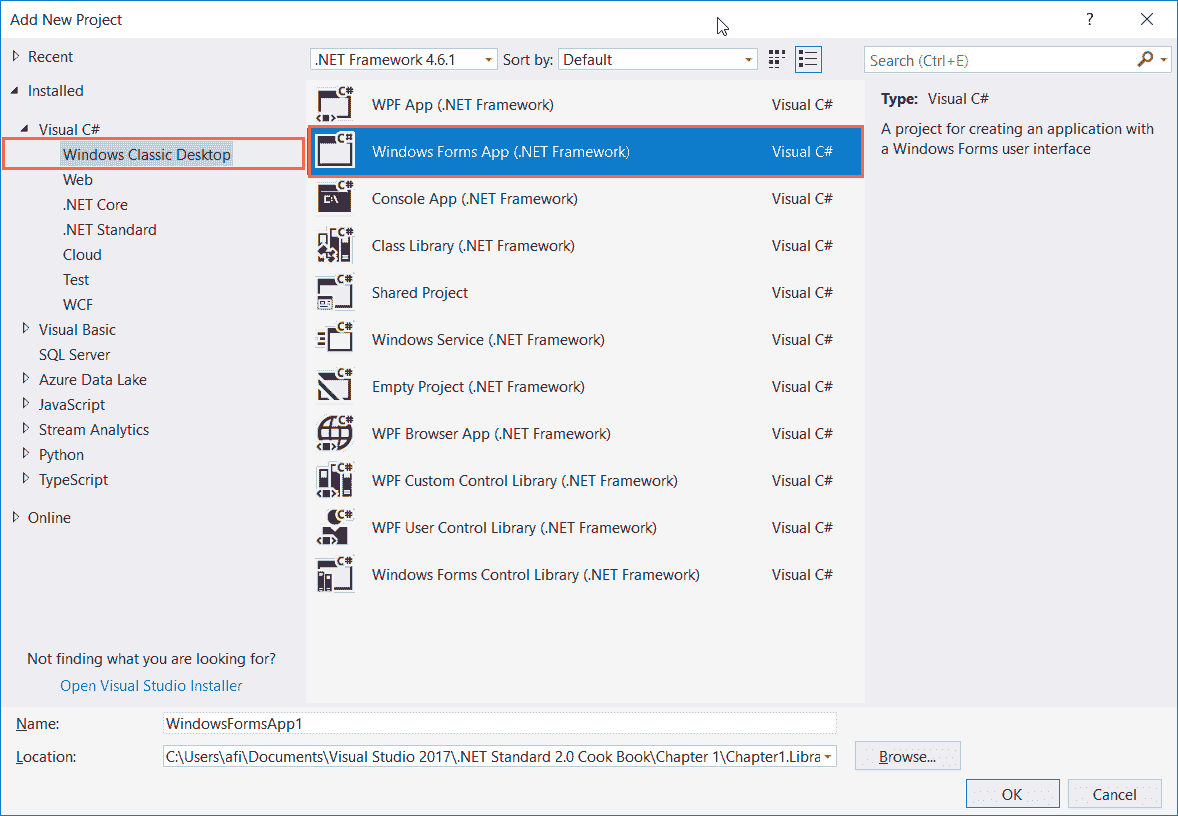 Add New Project
?
Recent
Installed
Visual C#
Windows Classic Desktop
Web
.NET Core
.NET Standard
Cloud
Test
WCF
Visual Basic
SQL Server
Azure Data Lake
JavaScript
Stream Analytics
Python
TypeScript
Online
Not finding what you are looking for?
Open Visual Studio Installer
.NET Framework 4.6.1 Sort by: Default
C# WPF App (.NET Framework) Visual C#
C# Windows Forms App (.NET Framework) Visual C#
C# C:\ Console App (.NET Framework) Visual C#
C# Class Library (.NET Framework) Visual C#
C# Shared Project Visual C#
C# Windows Service (.NET Framework) Visual C#
C# Empty Project (.NET Framework) Visual C#
C# WPF Browser App (.NET Framework) Visual C#
C# WPF Custom Control Library (.NET Framework) Visual C#
C# WPF User Control Library (.NET Framework) Visual C#
C# Windows Forms Control Library (.NET Framework) Visual C#
Search (Ctrl+E)
Type: Visual C#
A project for creating an application with
a Windows Forms user interface
Name: WindowsFormsApp1
Location: C:\Users\afi\Documents\Visual Studio 2017\.NET Standard 2.0 Cook Book\Chapter 1\Chapter1.Libra Browse...
OK Cancel